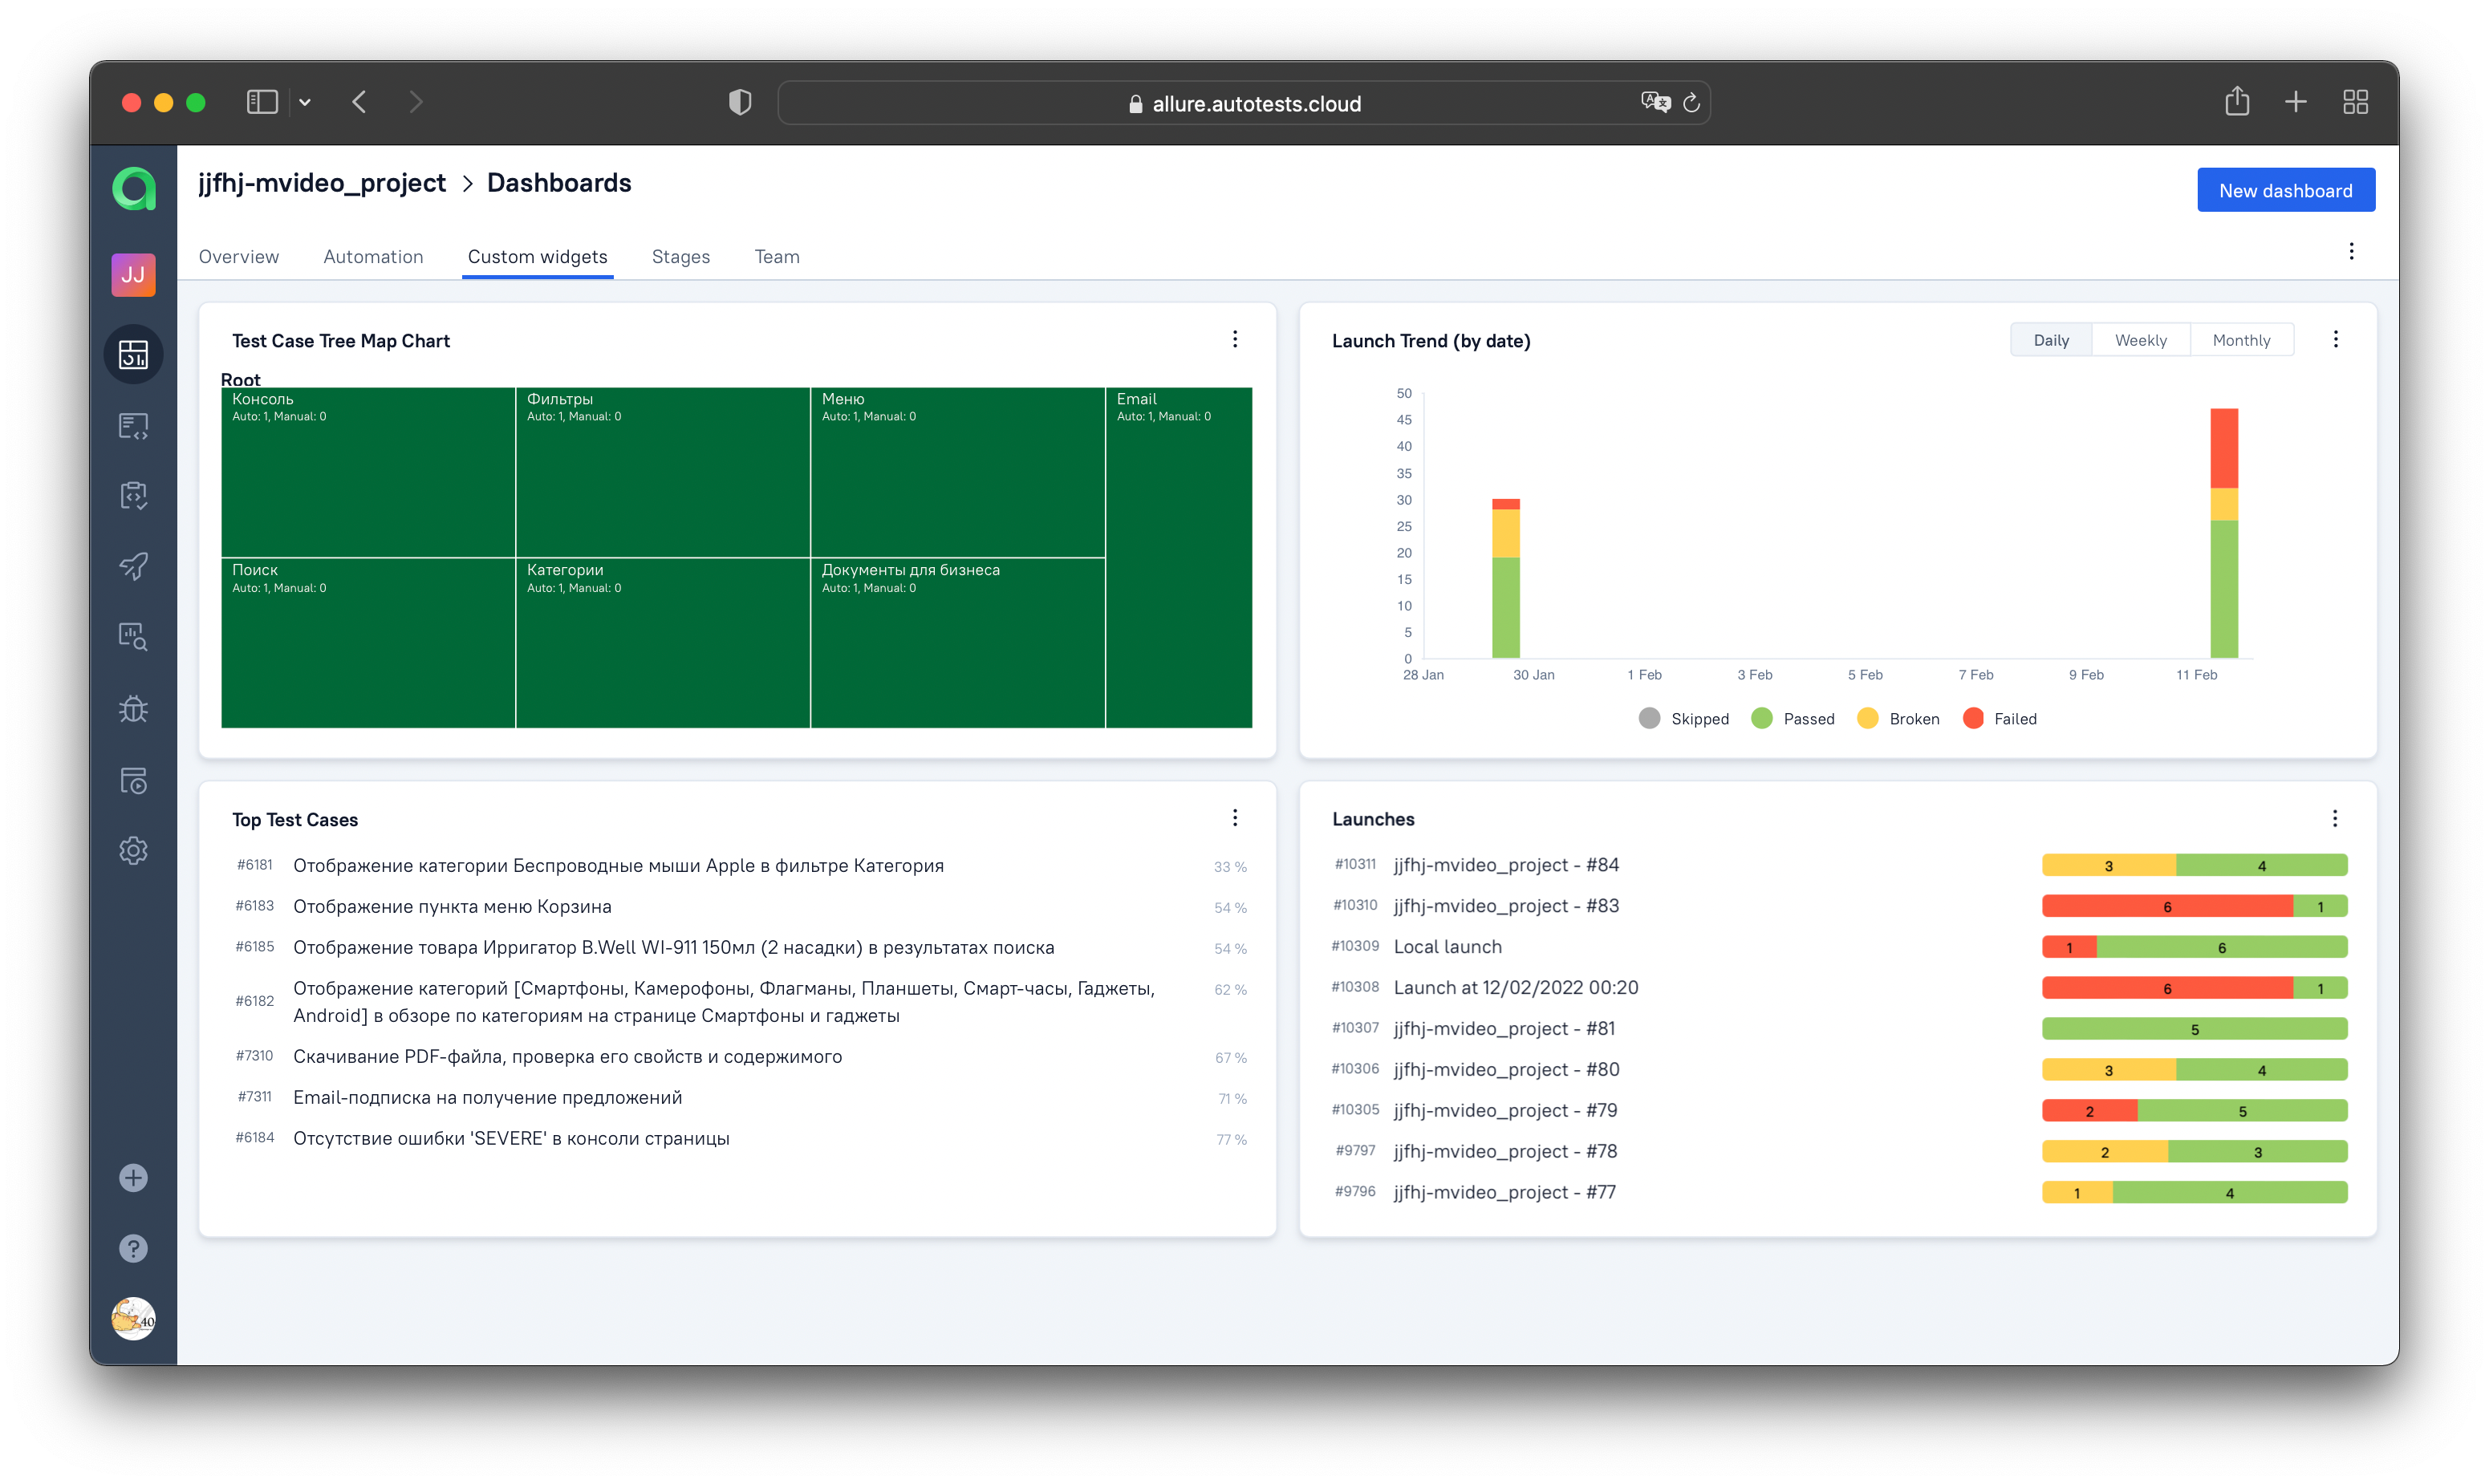 allure.autotests.cloud
jjfhj-mvideo_project > Dashboards
New dashboard
JJ
Overview Automation Custom widgets Stages Team
Test Case Tree Map Chart
Root
Консоль
Auto: 1, Manual: 0
Фильтры
Auto: 1, Manual: 0
Меню
Auto: 1, Manual: 0
Email
Auto: 1, Manual: 0
Поиск
Auto: 1, Manual: 0
Категории
Auto: 1, Manual: 0
Документы для бизнеса
Auto: 1, Manual: 0
Launch Trend (by date)
Daily Weekly Monthly
50
45
40
35
30
25
20
15
10
5
0
28 Jan 30 Jan 1 Feb 3 Feb 5 Feb 7 Feb 9 Feb 11 Feb
Skipped Passed Broken Failed
Top Test Cases
#6181 Отображение категории Беспроводные мыши Apple в фильтре Категория 33 %
#6183 Отображение пункта меню Корзина 54 %
#6185 Отображение товара Ирригатор B.Well WI-911 150мл (2 насадки) в результатах поиска 54 %
#6182 Отображение категорий [Смартфоны, Камерофоны, Флагманы, Планшеты, Смарт-часы, Гаджеты, 62 %
Android] в обзоре по категориям на странице Смартфоны и гаджеты
#7310 Скачивание PDF-файла, проверка его свойств и содержимого 67 %
#7311 Email-подписка на получение предложений 71 %
#6184 Отсутствие ошибки 'SEVERE' в консоли страницы 77 %
Launches
#10311 jjfhj-mvideo_project - #84 3 4
#10310 jjfhj-mvideo_project - #83 6 1
#10309 Local launch 1 6
#10308 Launch at 12/02/2022 00:20 6 1
#10307 jjfhj-mvideo_project - #81 5
#10306 jjfhj-mvideo_project - #80 3 4
#10305 jjfhj-mvideo_project - #79 2 5
#9797 jjfhj-mvideo_project - #78 2 3
#9796 jjfhj-mvideo_project - #77 1 4
40